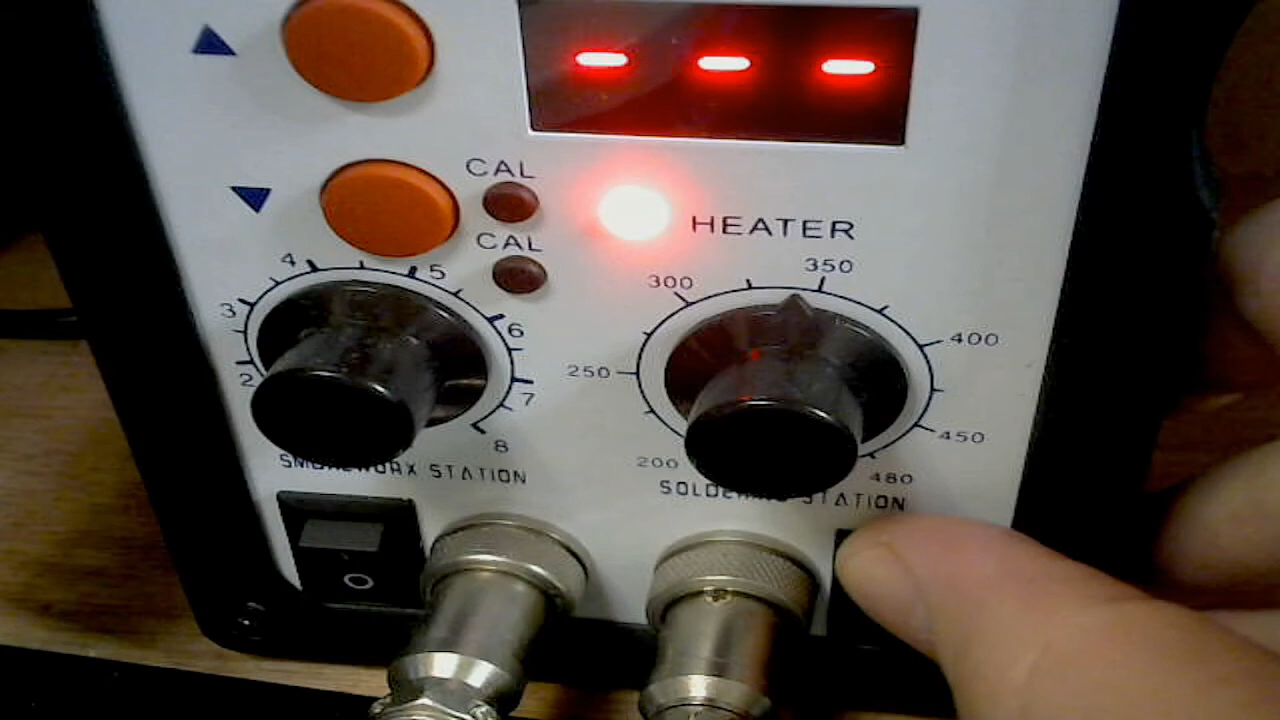 - - -
CAL
HEATER
CAL
4 5
3 6
2 7
8
300 350
250 400
450
200 480
STATION
STATION
O